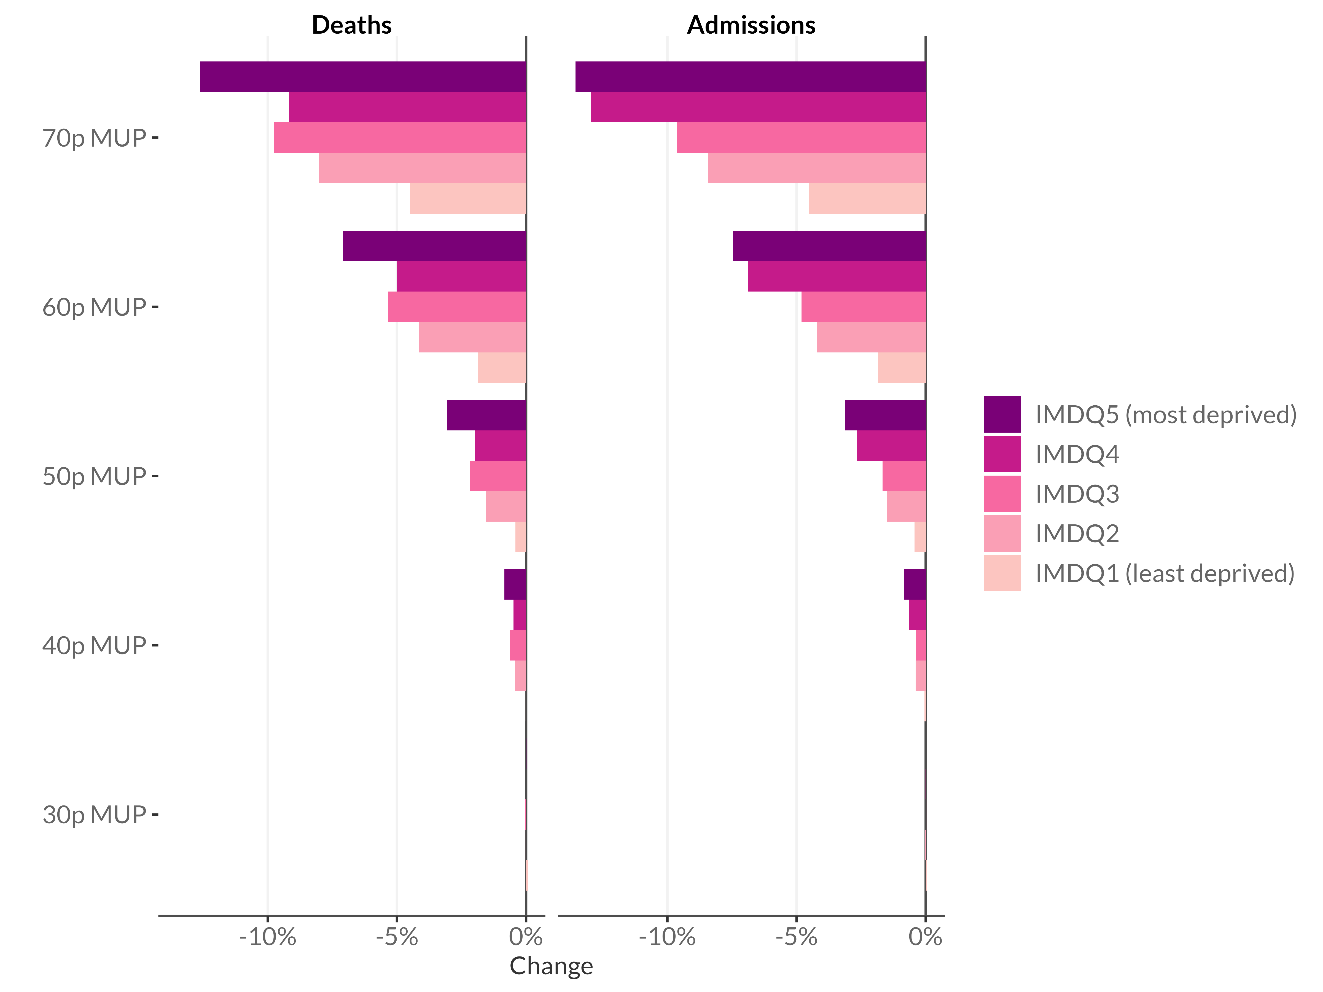 Deaths
Admissions
70p MUP
60p MUP
50p MUP
40p MUP
30p MUP
-10%
-5%
0%
-10%
-5%
0%
Change
IMDQ5 (most deprived)
IMDQ4
IMDQ3
IMDQ2
IMDQ1 (least deprived)